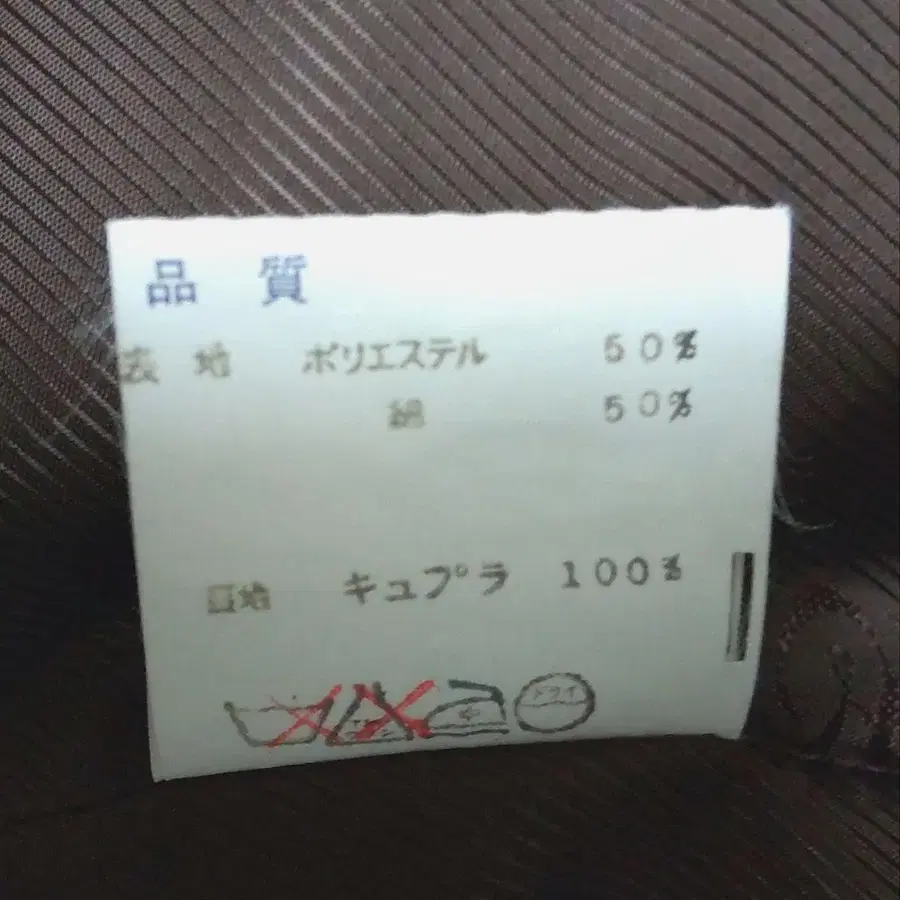 品 質
表 地 ポリエステル 50%
綿 50%
裏地 キュプラ 100%
ドライ